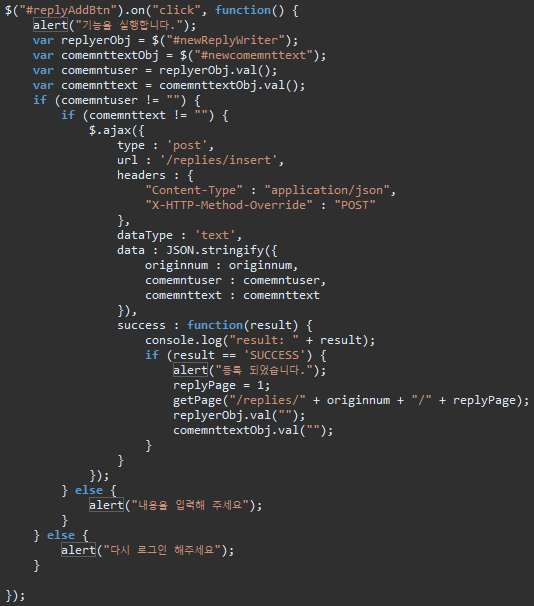 $("#replyAddBtn").on("click", function() {
    alert("기능을 실행합니다.");
    var replyerObj = $("#newReplyWriter");
    var comemnttextObj = $("#newcomemnttext");
    var comemntuser = replyerObj.val();
    var comemnttext = comemnttextObj.val();
    if (comemntuser != "") {
        if (comemnttext != "") {
            $.ajax({
                type : 'post',
                url : '/replies/insert',
                headers : {
                    "Content-Type" : "application/json",
                    "X-HTTP-Method-Override" : "POST"
                },
                dataType : 'text',
                data : JSON.stringify({
                    originnum : originnum,
                    comemntuser : comemntuser,
                    comemnttext : comemnttext
                }),
                success : function(result) {
                    console.log("result: " + result);
                    if (result == 'SUCCESS') {
                        alert("등록 되었습니다.");
                        replyPage = 1;
                        getPage("/replies/" + originnum + "/" + replyPage);
                        replyerObj.val("");
                        comemnttextObj.val("");
                    }
                }
            });
        } else {
            alert("내용을 입력해 주세요");
        }
    } else {
        alert("다시 로그인 해주세요");
    }
});